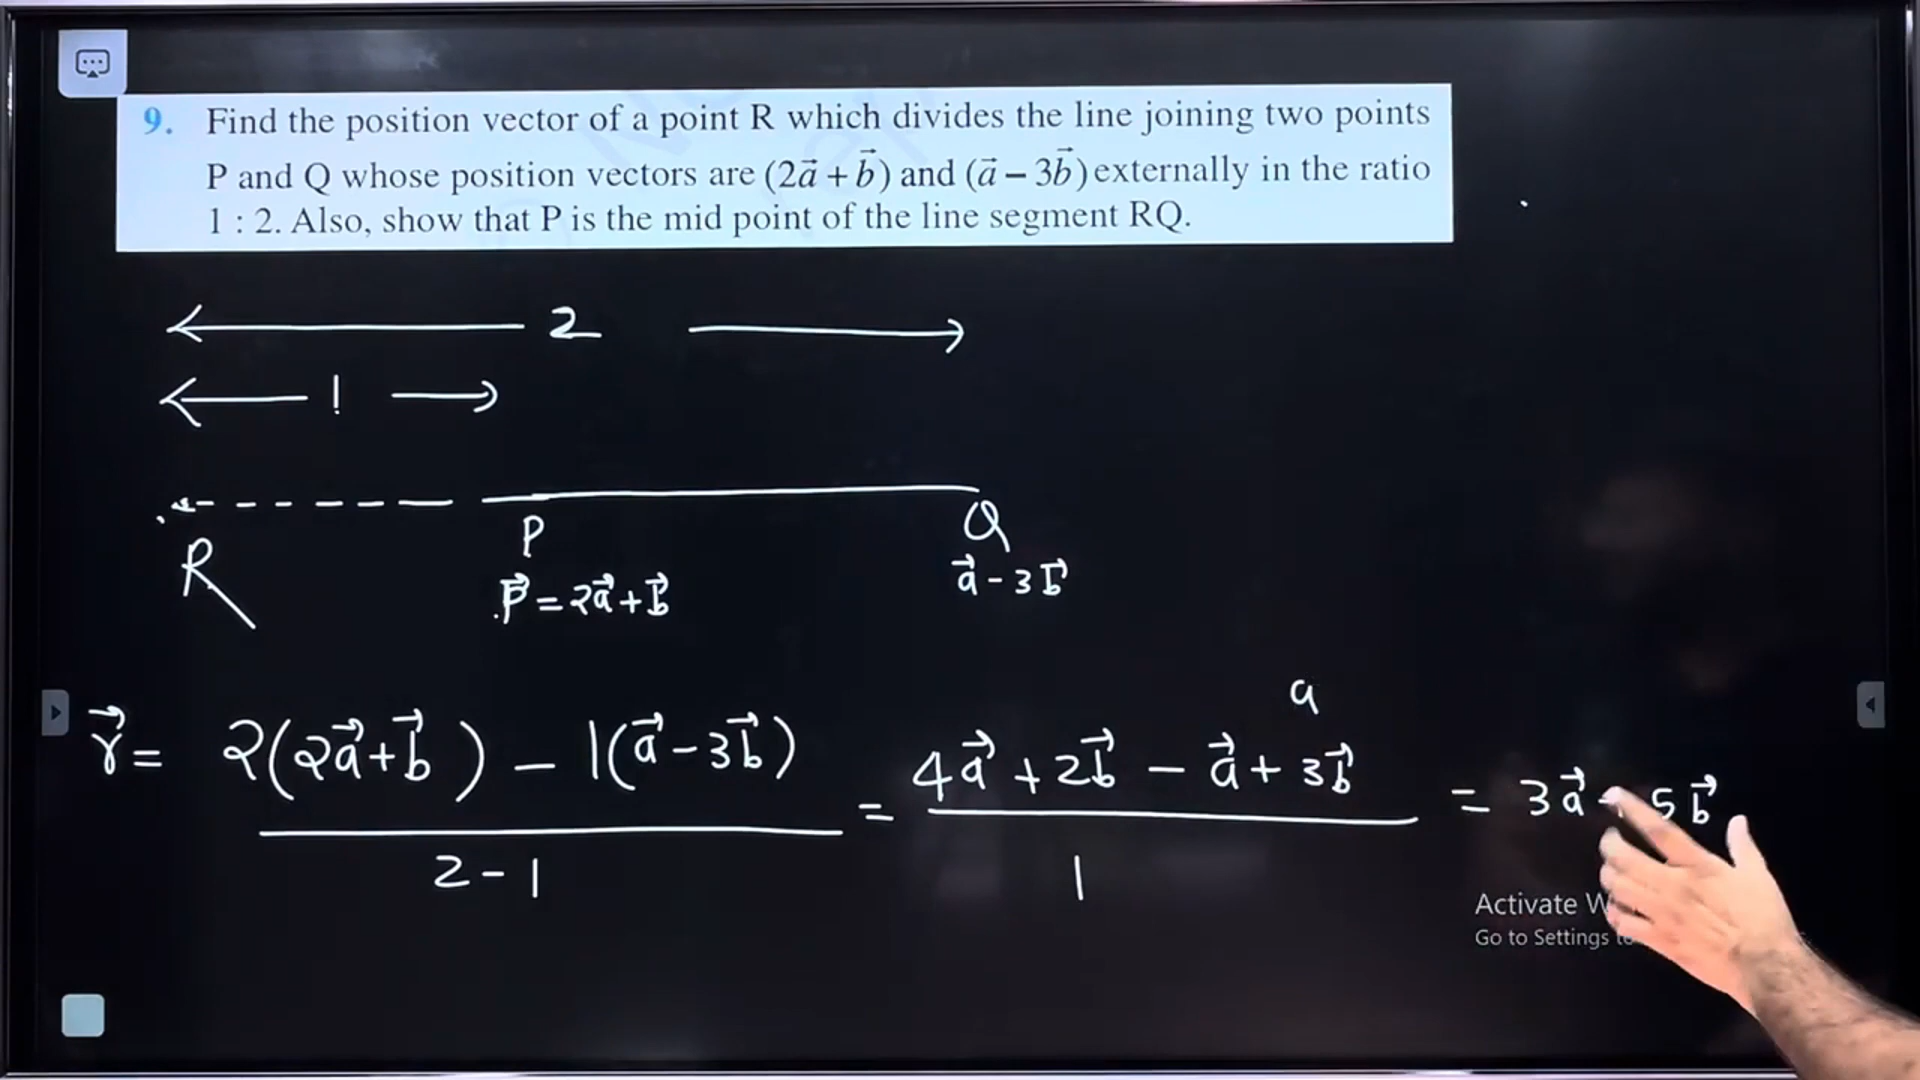 9. Find the position vector of a point R which divides the line joining two points
P and Q whose position vectors are (2a⃗ + b⃗) and (a⃗ – 3b⃗) externally in the ratio
1 : 2. Also, show that P is the mid point of the line segment RQ.
2
1
R P Q
P⃗ = 2a⃗ + b⃗ a⃗ - 3b⃗
a
r⃗ = 2(2a⃗ + b⃗) - 1(a⃗ - 3b⃗) / 2 - 1 = 4a⃗ + 2b⃗ - a⃗ + 3b⃗ / 1 = 3a⃗ 5b⃗
Activate
Go to Settings